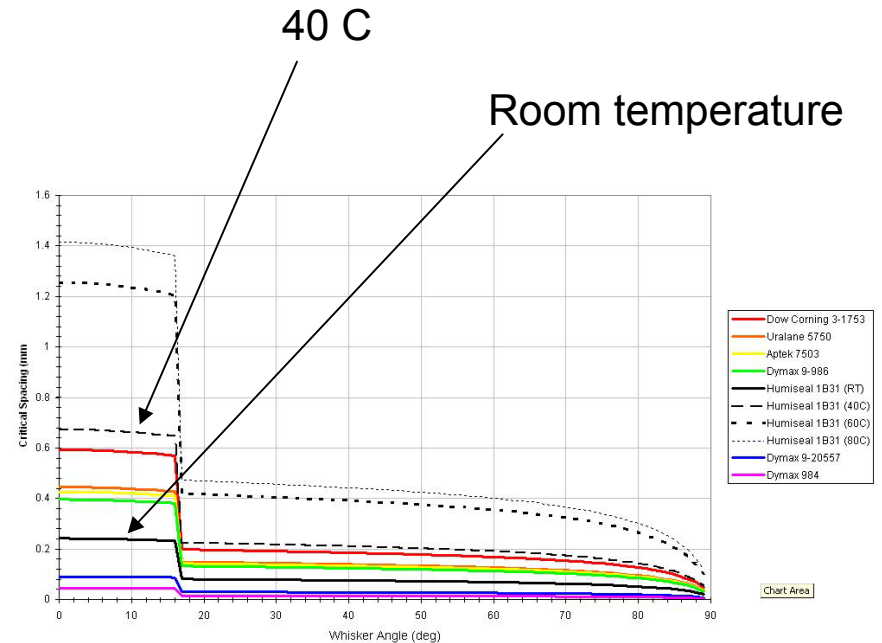 40 C
Room temperature
1.6
1.4
1.2
1
0.8
0.6
0.4
0.2
0
Critical Spacing (mm
0 10 20 30 40 50 60 70 80 90
Whisker Angle (deg)
Dow Corning 3-1753
Uralane 5750
Aptek 7503
Dymax 9-986
Humiseal 1B31 (RT)
Humiseal 1B31 (40C)
Humiseal 1B31 (60C)
Humiseal 1B31 (80C)
Dymax 9-20557
Dymax 984
Chart Area